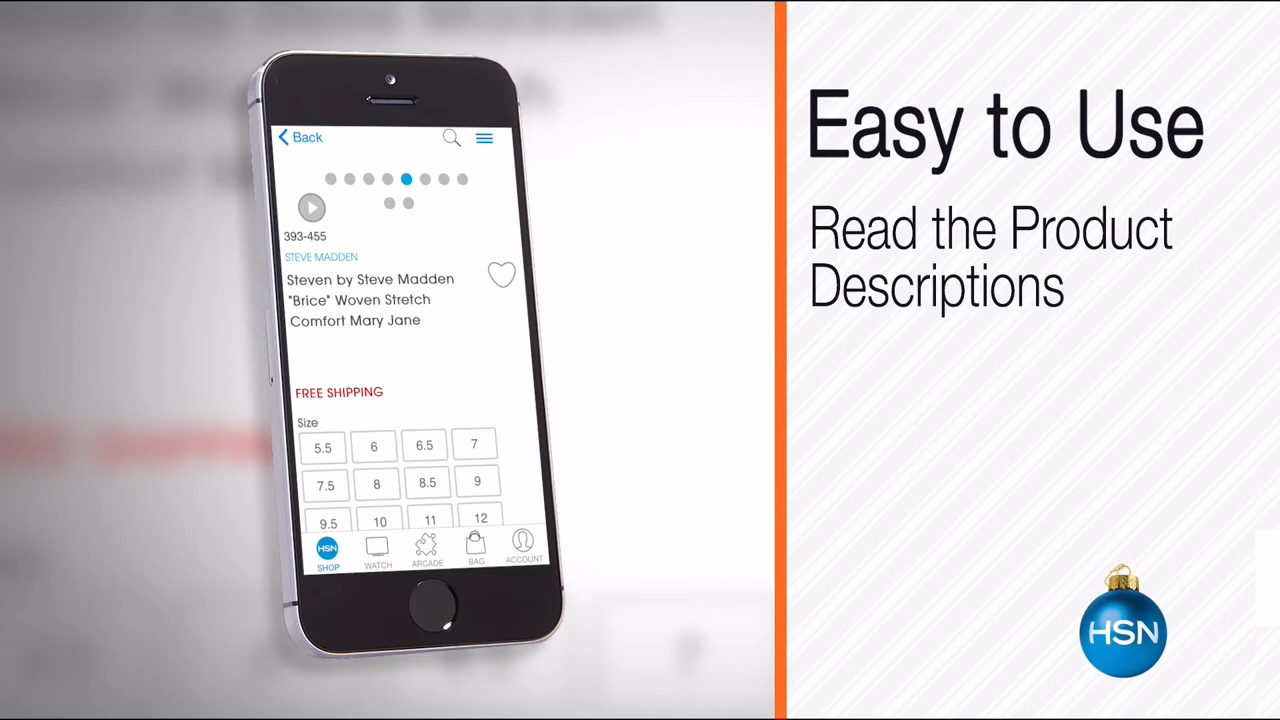 Back
393-455
STEVE MADDEN
Steven by Steve Madden
"Brice" Woven Stretch
Comfort Mary Jane
FREE SHIPPING
Size
5.5 6 6.5 7
7.5 8 8.5 9
9.5 10 11 12
HSN
SHOP WATCH ARCADE BAG ACCOUNT
Easy to Use
Read the Product
Descriptions
HSN